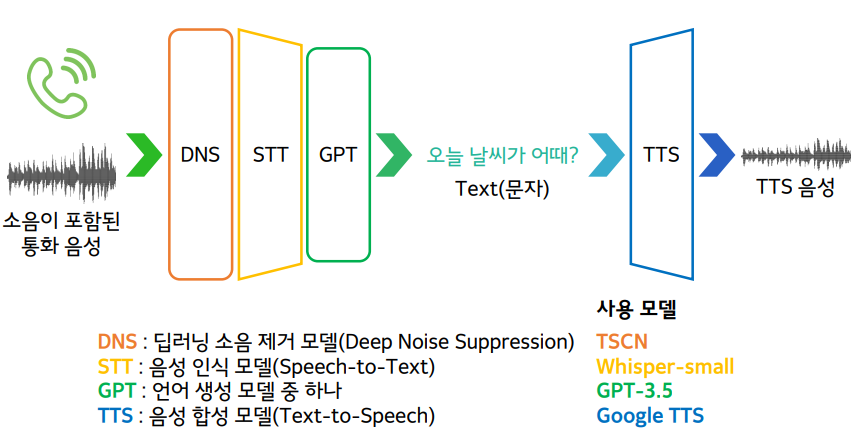 DNS
STT
GPT
오늘 날씨가 어때?
Text(문자)
TTS
TTS 음성
소음이 포함된
통화 음성
사용 모델
DNS : 딥러닝 소음 제거 모델(Deep Noise Suppression)
TSCN
STT : 음성 인식 모델(Speech-to-Text)
Whisper-small
GPT : 언어 생성 모델 중 하나
GPT-3.5
TTS : 음성 합성 모델(Text-to-Speech)
Google TTS